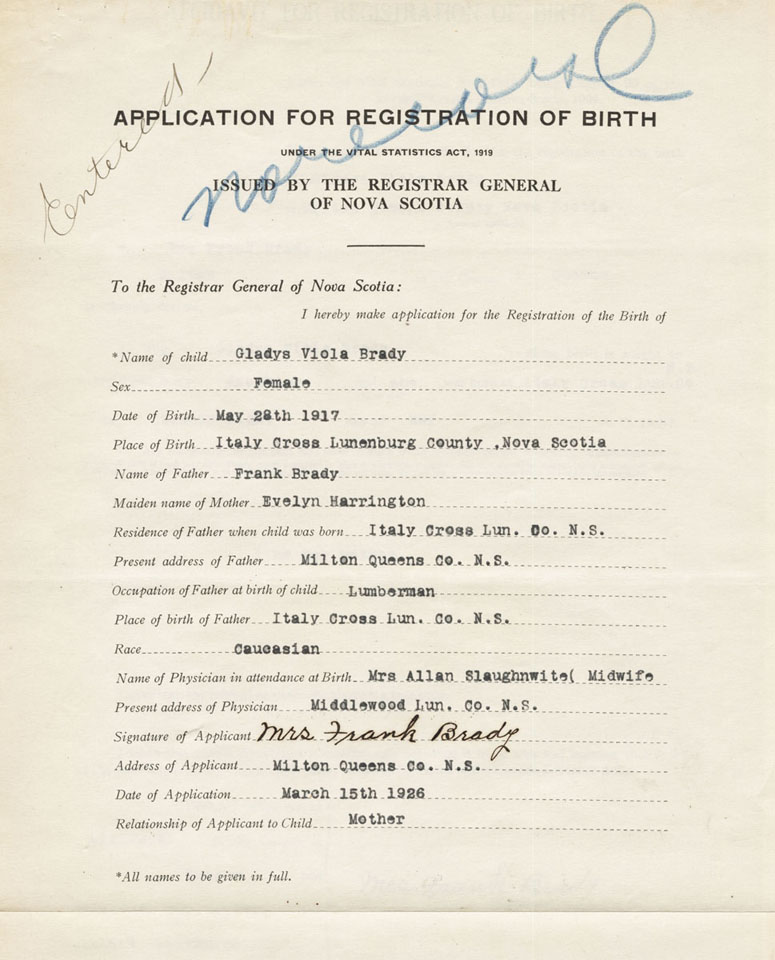 Entered
No record
APPLICATION FOR REGISTRATION OF BIRTH
UNDER THE VITAL STATISTICS ACT, 1919
ISSUED BY THE REGISTRAR GENERAL
OF NOVA SCOTIA
To the Registrar General of Nova Scotia:
I hereby make application for the Registration of the Birth of
*Name of child Gladys Viola Brady
Sex Female
Date of Birth May 28th 1917
Place of Birth Italy Cross Lunenburg County ,Nova Scotia
Name of Father Frank Brady
Maiden name of Mother Evelyn Harrington
Residence of Father when child was born Italy Cross Lun. Co. N.S.
Present address of Father Milton Queens Co. N.S.
Occupation of Father at birth of child Lumberman
Place of birth of Father Italy Cross Lun. Co. N.S.
Race Caucasian
Name of Physician in attendance at Birth Mrs Allan Slaughnwite( Midwife
Present address of Physician Middlewood Lun. Co. N.S.
Signature of Applicant Mrs Frank Brady
Address of Applicant Milton Queens Co. N.S.
Date of Application March 15th 1926
Relationship of Applicant to Child Mother
*All names to be given in full.